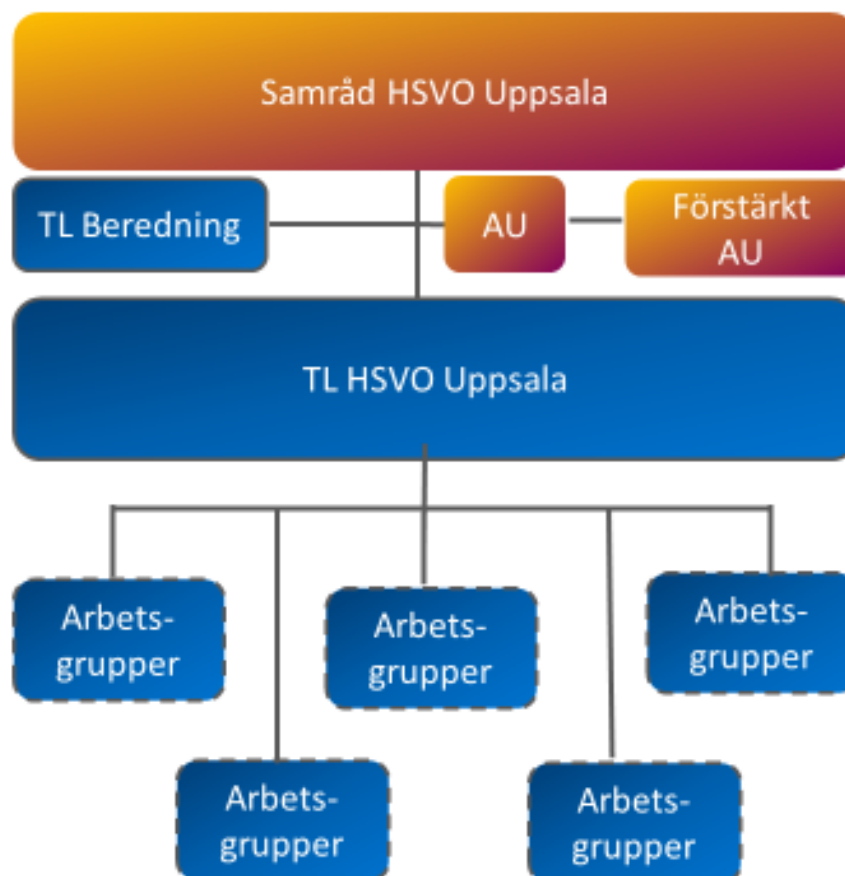 Samråd HSVO Uppsala
TL Beredning
AU
Förstärkt
AU
TL HSVO Uppsala
Arbets-
grupper
Arbets-
grupper
Arbets-
grupper
Arbets-
grupper
Arbets-
grupper